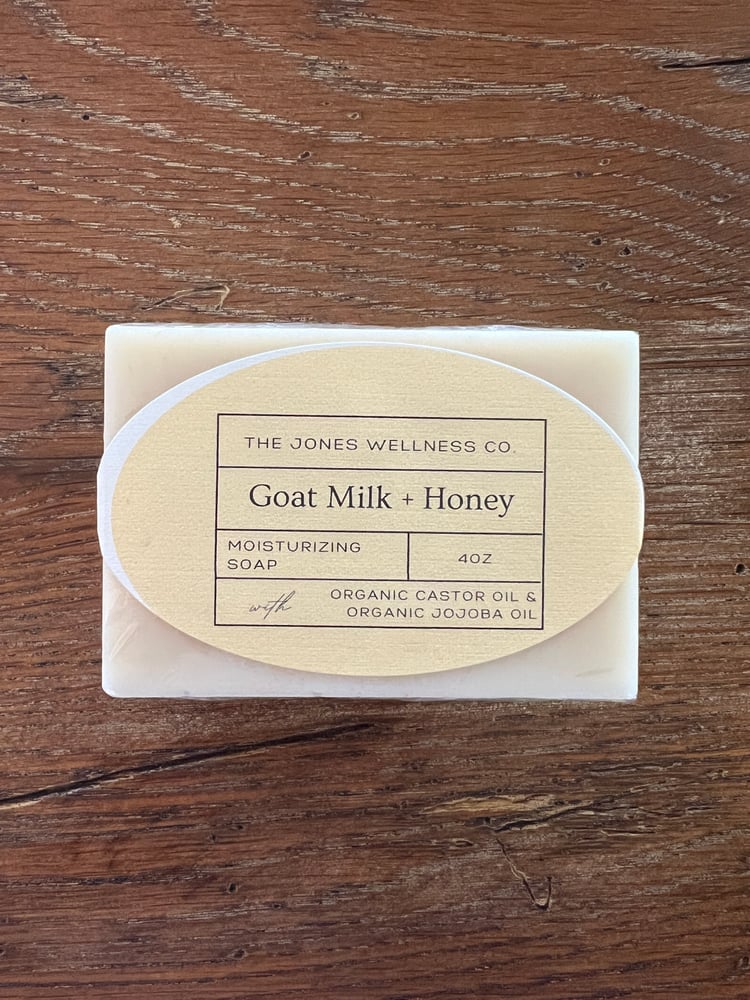 THE JONES WELLNESS CO.
Goat Milk + Honey
MOISTURIZING
SOAP
4OZ
with
ORGANIC CASTOR OIL &
ORGANIC JOJOBA OIL